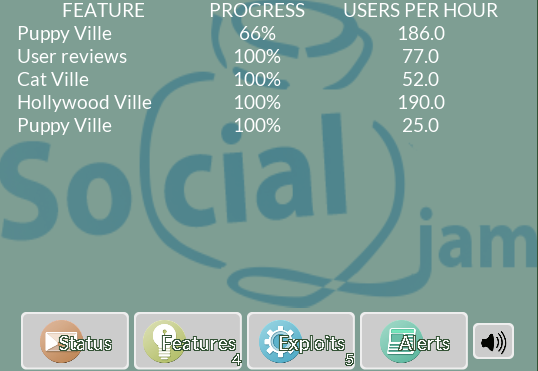 FEATURE PROGRESS USERS PER HOUR
Puppy Ville 66% 186.0
User reviews 100% 77.0
Cat Ville 100% 52.0
Hollywood Ville 100% 190.0
Puppy Ville 100% 25.0
Social
jam
Status Features 4 Exploits 5 Alerts